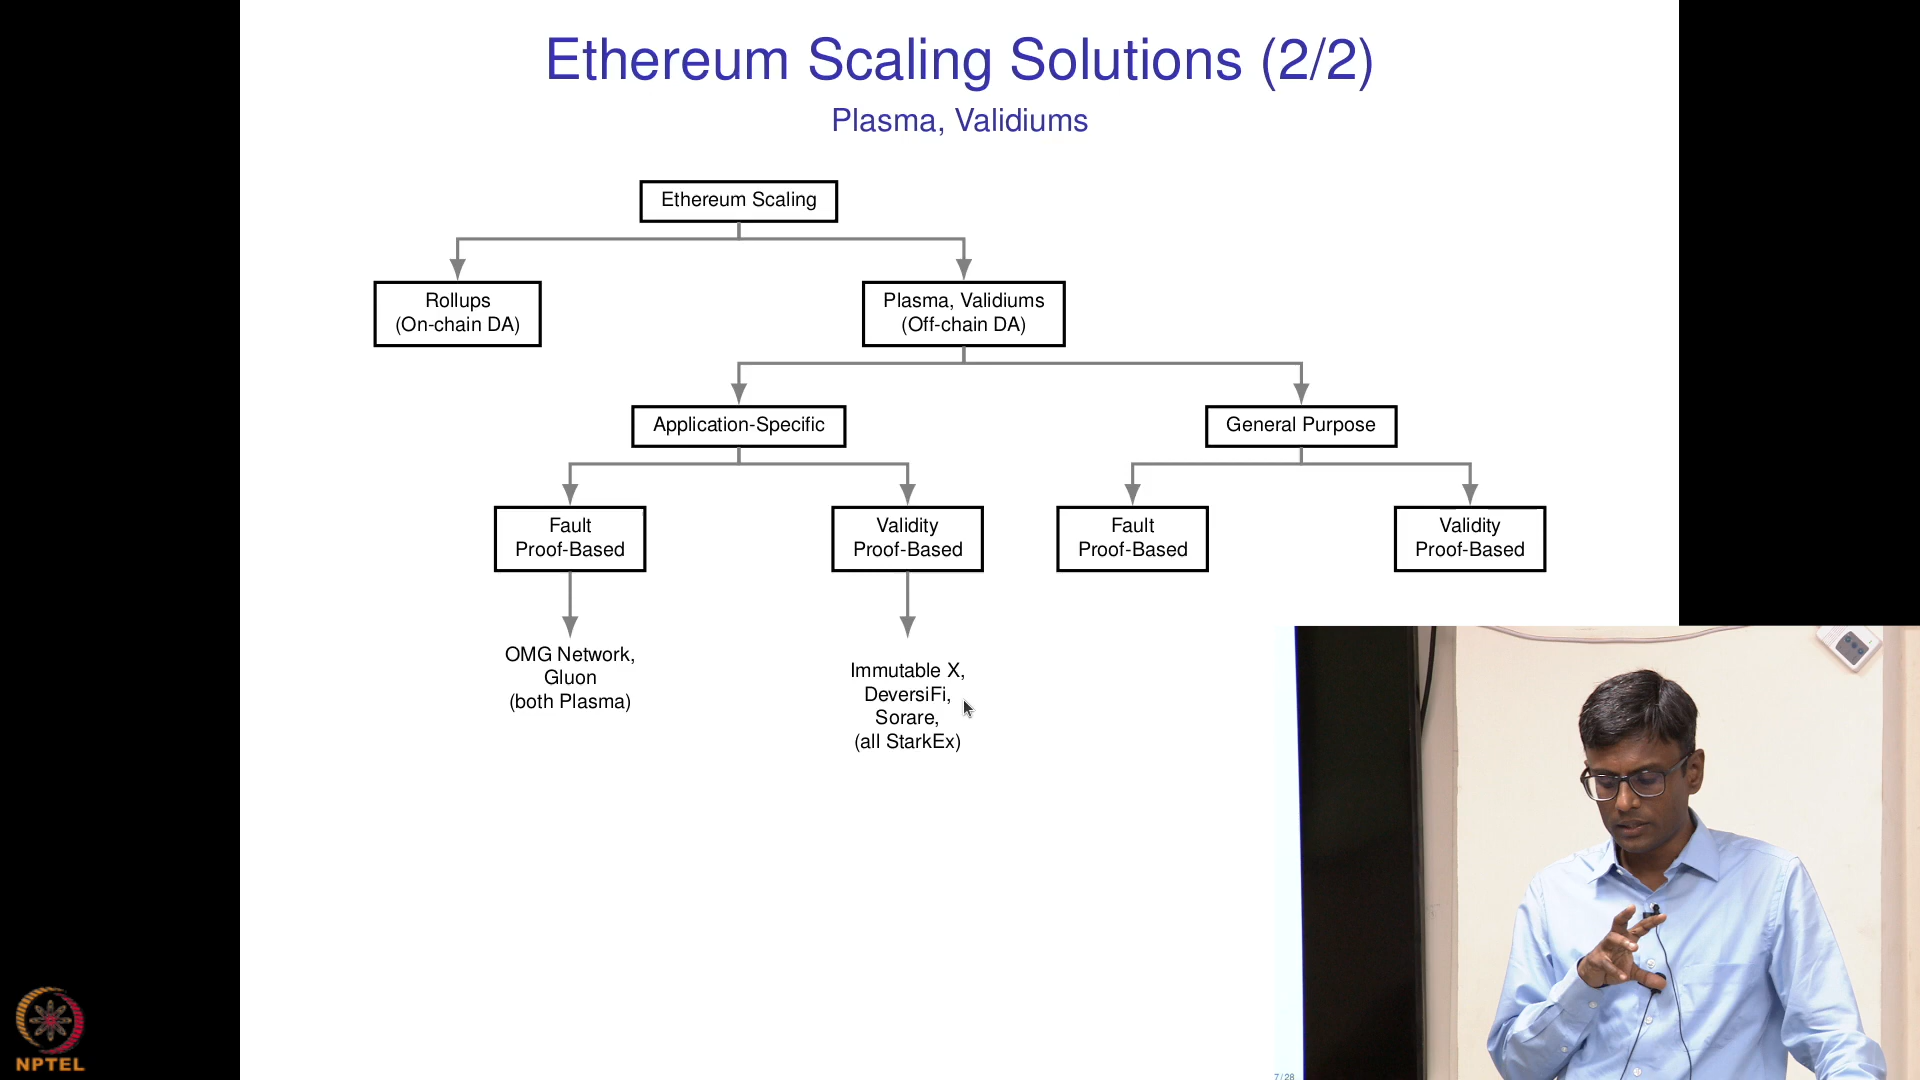 Ethereum Scaling Solutions (2/2)
Plasma, Validiums
Ethereum Scaling
Rollups
(On-chain DA)
Plasma, Validiums
(Off-chain DA)
Application-Specific
General Purpose
Fault
Proof-Based
Validity
Proof-Based
Fault
Proof-Based
Validity
Proof-Based
OMG Network,
Gluon
(both Plasma)
Immutable X,
DeversiFi,
Sorare,
(all StarkEx)
NPTEL
7/28